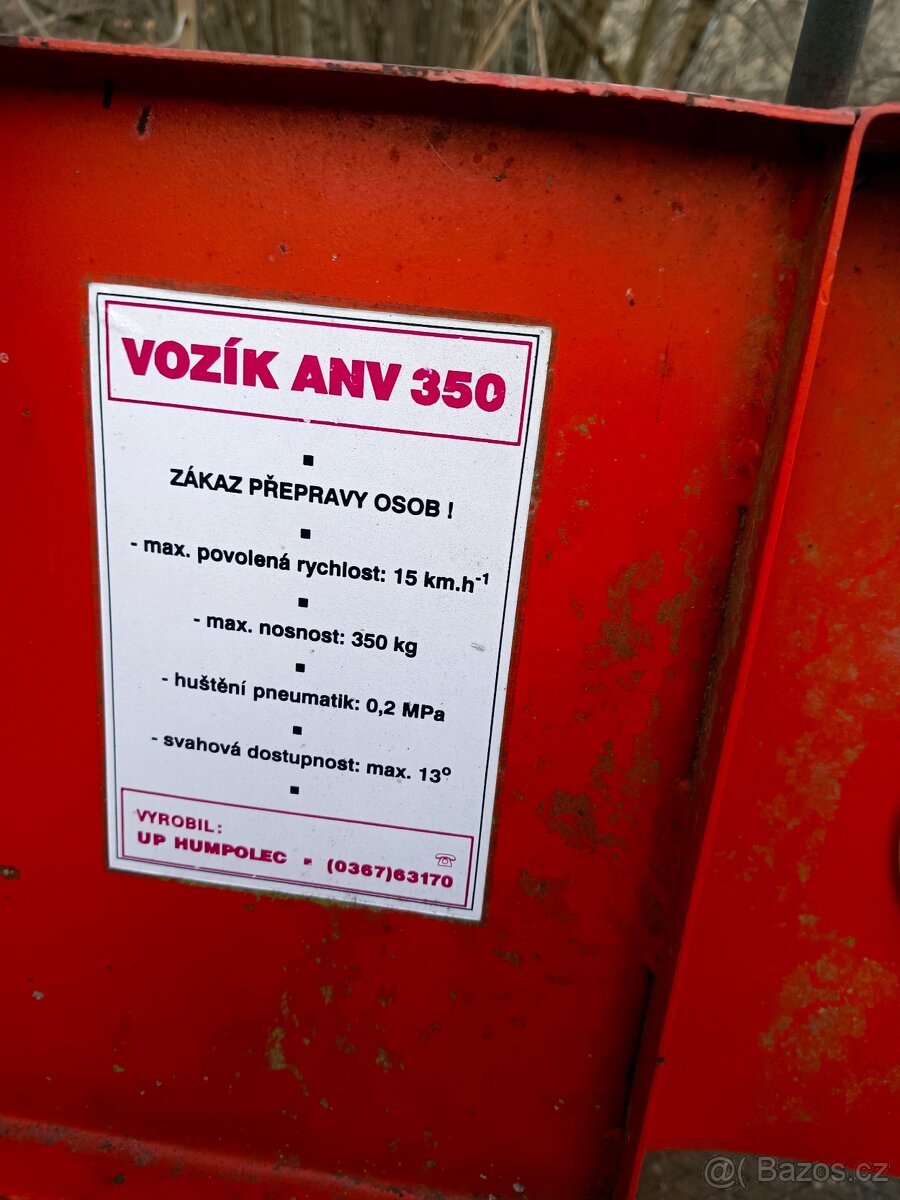 VOZÍK ANV 350
ZÁKAZ PŘEPRAVY OSOB !
- max. povolená rychlost: 15 km.h⁻¹
- max. nosnost: 350 kg
- huštění pneumatik: 0,2 MPa
- svahová dostupnost: max. 13°
VYROBIL:
UP HUMPOLEC ▪ ☎ (0367)63170
@( Bazos.cz